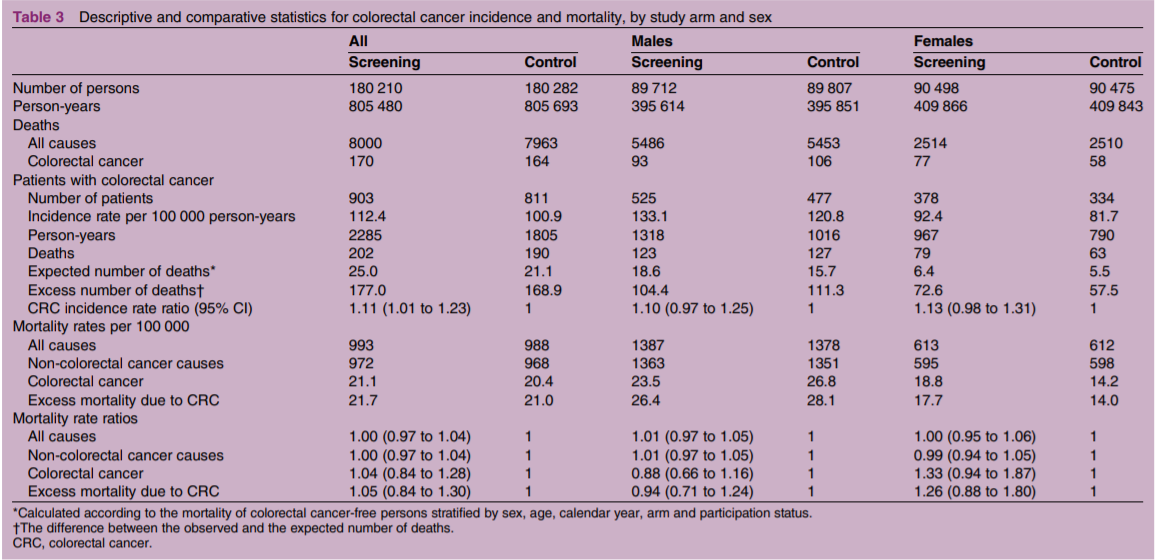 Table 3 Descriptive and comparative statistics for colorectal cancer incidence and mortality, by study arm and sex
All Males Females
Screening Control Screening Control Screening Control
Number of persons 180 210 180 282 89 712 89 807 90 498 90 475
Person-years 805 480 805 693 395 614 395 851 409 866 409 843
Deaths
All causes 8000 7963 5486 5453 2514 2510
Colorectal cancer 170 164 93 106 77 58
Patients with colorectal cancer
Number of patients 903 811 525 477 378 334
Incidence rate per 100 000 person-years 112.4 100.9 133.1 120.8 92.4 81.7
Person-years 2285 1805 1318 1016 967 790
Deaths 202 190 123 127 79 63
Expected number of deaths* 25.0 21.1 18.6 15.7 6.4 5.5
Excess number of deaths† 177.0 168.9 104.4 111.3 72.6 57.5
CRC incidence rate ratio (95% CI) 1.11 (1.01 to 1.23) 1 1.10 (0.97 to 1.25) 1 1.13 (0.98 to 1.31) 1
Mortality rates per 100 000
All causes 993 988 1387 1378 613 612
Non-colorectal cancer causes 972 968 1363 1351 595 598
Colorectal cancer 21.1 20.4 23.5 26.8 18.8 14.2
Excess mortality due to CRC 21.7 21.0 26.4 28.1 17.7 14.0
Mortality rate ratios
All causes 1.00 (0.97 to 1.04) 1 1.01 (0.97 to 1.05) 1 1.00 (0.95 to 1.06) 1
Non-colorectal cancer causes 1.00 (0.97 to 1.04) 1 1.01 (0.97 to 1.05) 1 0.99 (0.94 to 1.05) 1
Colorectal cancer 1.04 (0.84 to 1.28) 1 0.88 (0.66 to 1.16) 1 1.33 (0.94 to 1.87) 1
Excess mortality due to CRC 1.05 (0.84 to 1.30) 1 0.94 (0.71 to 1.24) 1 1.26 (0.88 to 1.80) 1
*Calculated according to the mortality of colorectal cancer-free persons stratified by sex, age, calendar year, arm and participation status.
†The difference between the observed and the expected number of deaths.
CRC, colorectal cancer.